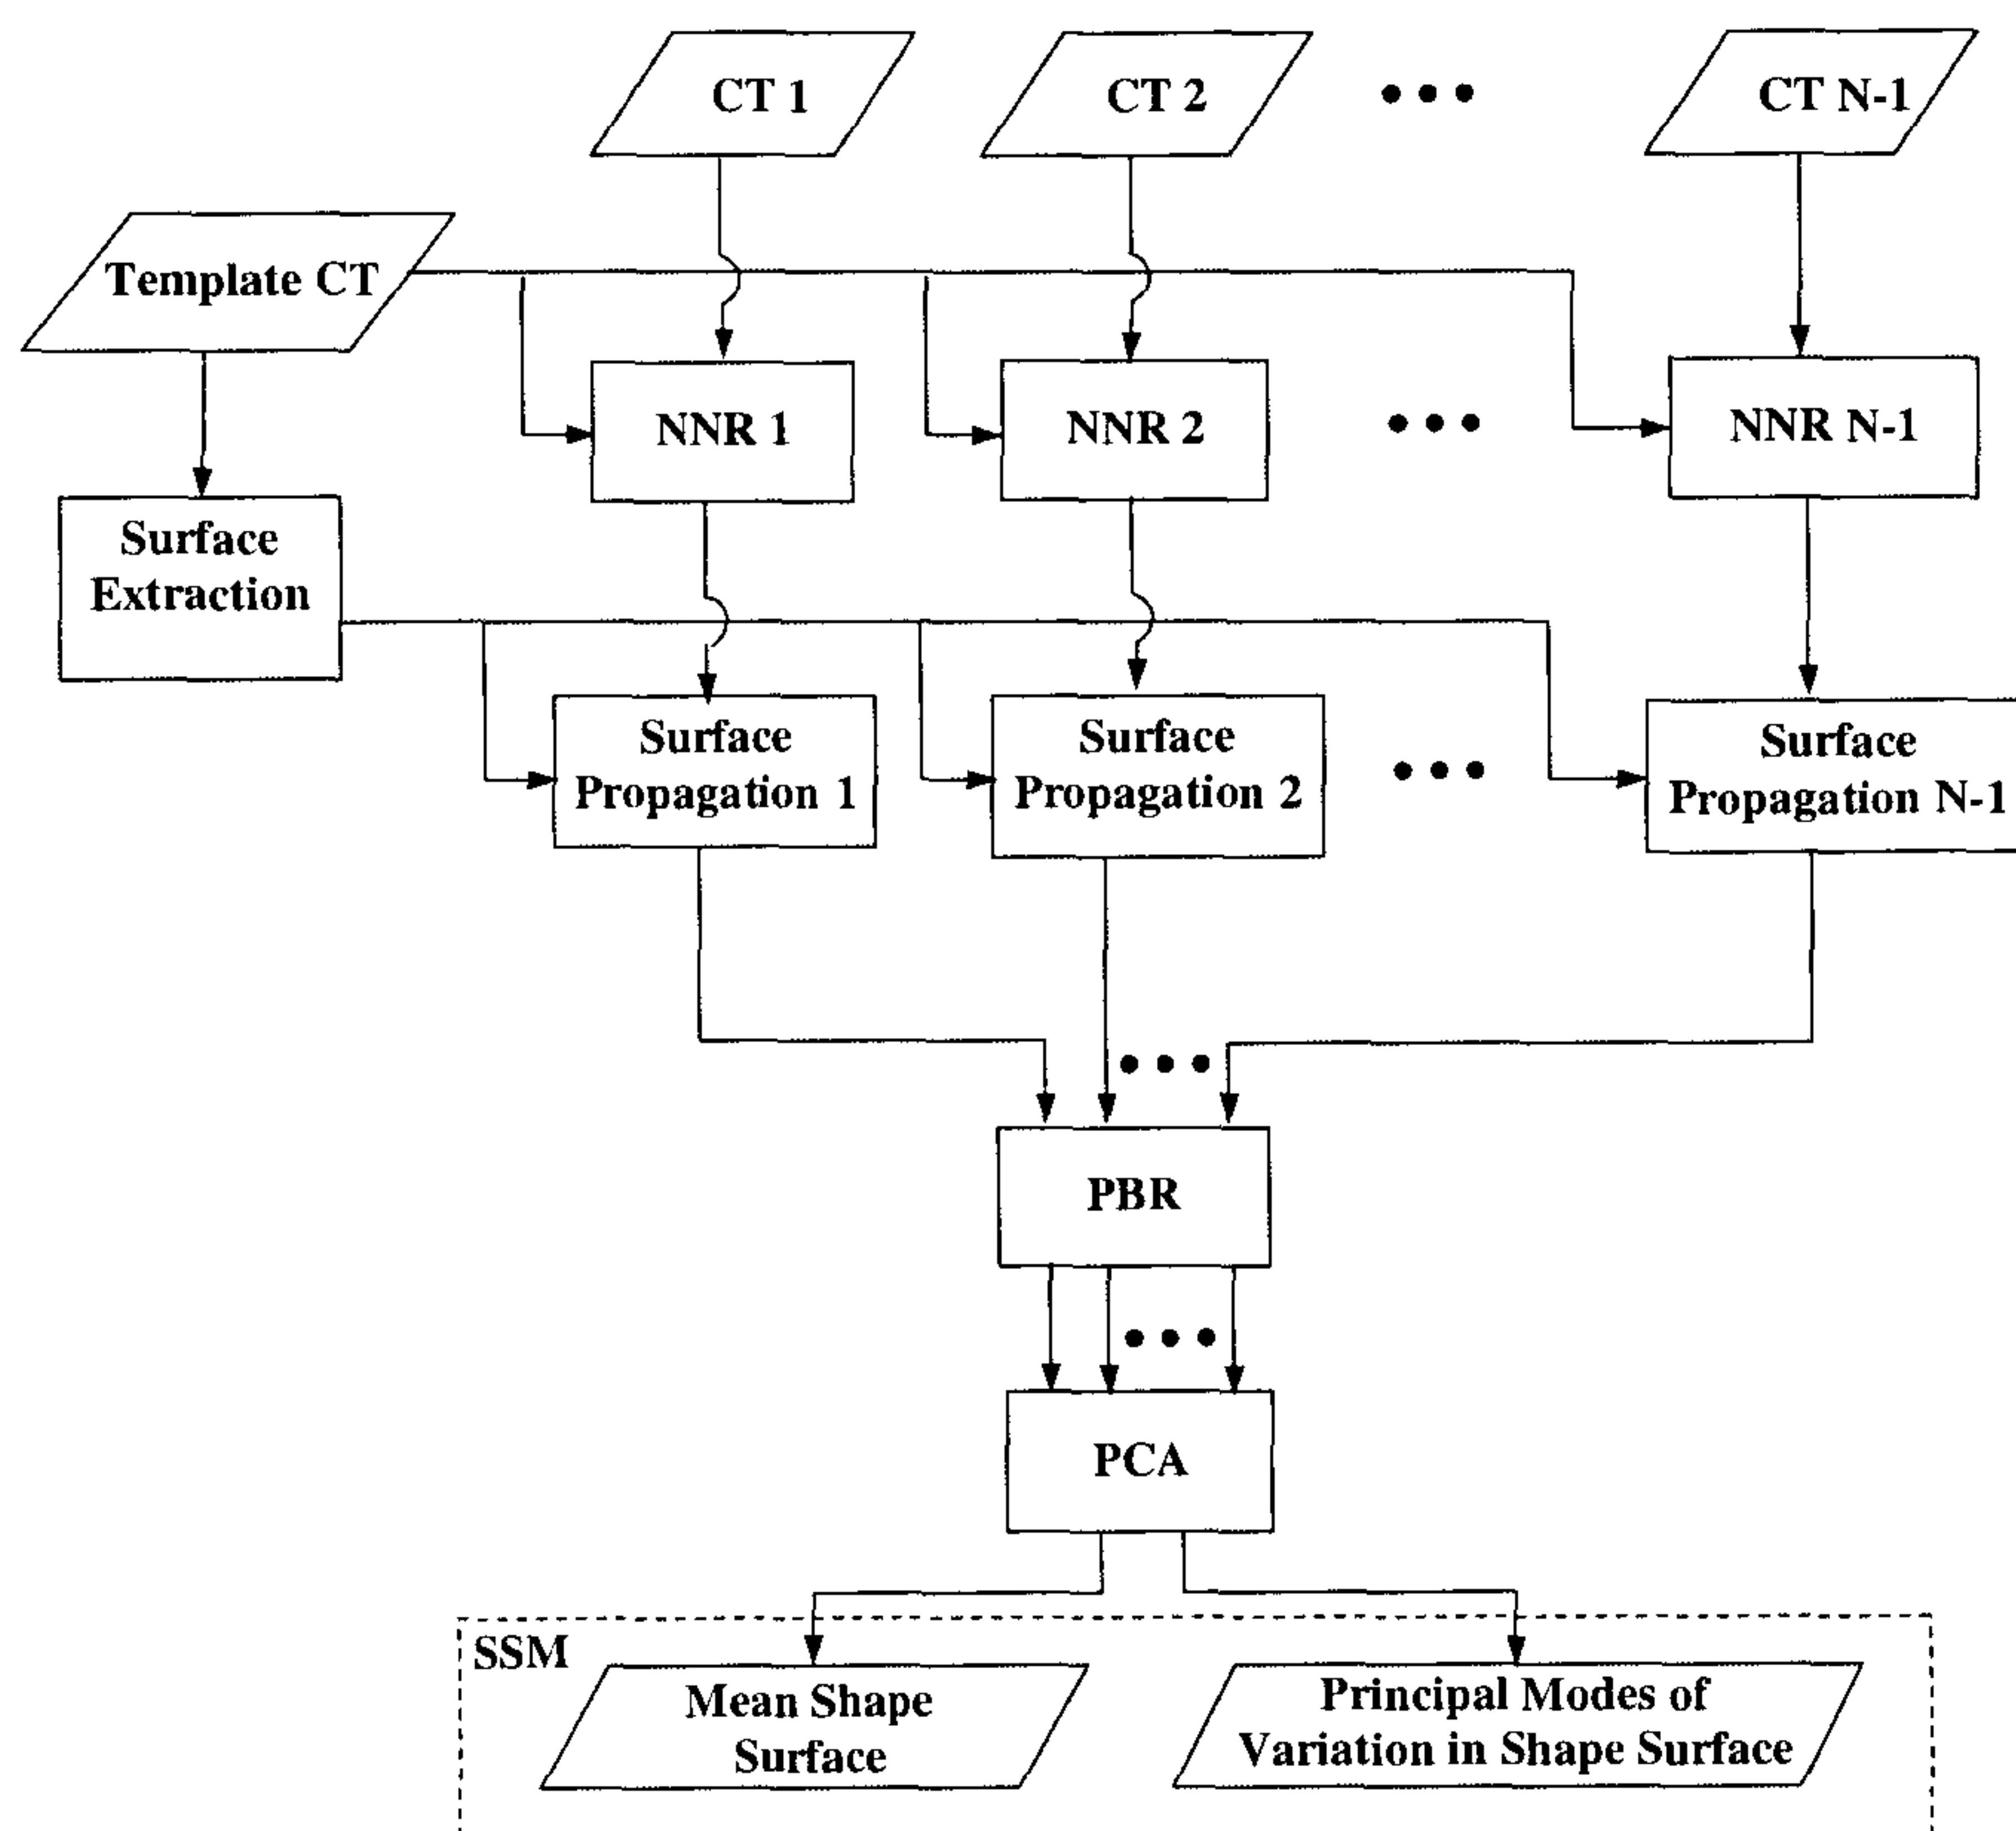 CT 1
CT 2
CT N-1
Template CT
NNR 1
NNR 2
NNR N-1
Surface
Extraction
Surface
Propagation 1
Surface
Propagation 2
Surface
Propagation N-1
PBR
PCA
SSM
Mean Shape
Surface
Principal Modes of
Variation in Shape Surface